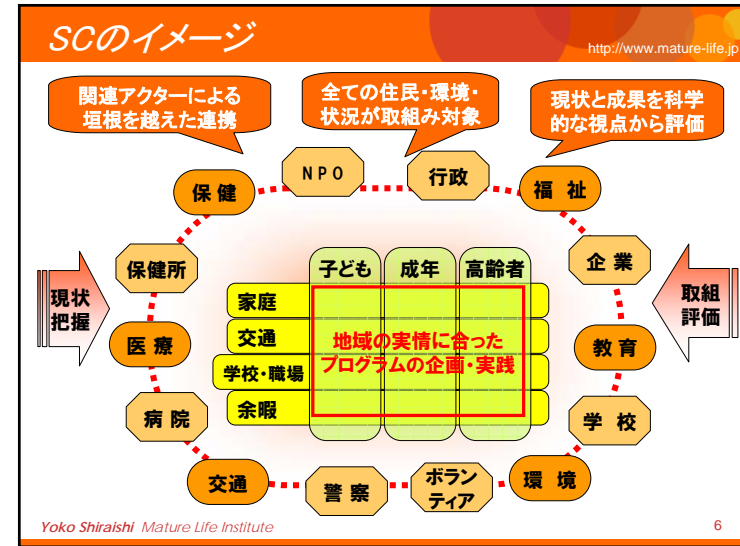 SCのイメージ
http://www.mature-life.jp
関連アクターによる
垣根を越えた連携
全ての住民・環境・
状況が取組み対象
現状と成果を科学
的な視点から評価
NPO
行政
保健
福祉
保健所
企業
医療
教育
病院
学校
交通
警察
ボラン
ティア
環境
現状
把握
取組
評価
子ども
成年
高齢者
家庭
交通
学校・職場
余暇
地域の実情に合った
プログラムの企画・実践
Yoko Shiraishi Mature Life Institute
6